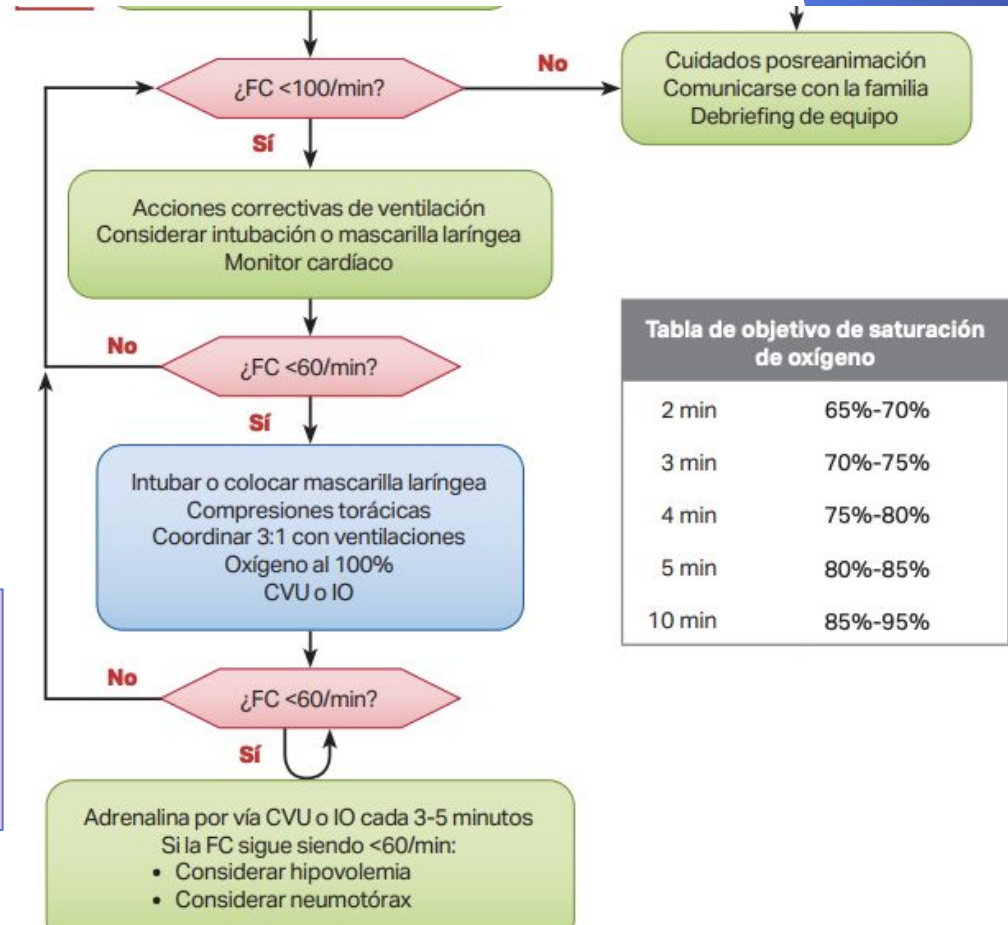 ¿FC <100/min?
No
Cuidados posreanimación
Comunicarse con la familia
Debriefing de equipo
Sí
Acciones correctivas de ventilación
Considerar intubación o mascarilla laríngea
Monitor cardíaco
No
¿FC <60/min?
Sí
Intubar o colocar mascarilla laríngea
Compresiones torácicas
Coordinar 3:1 con ventilaciones
Oxígeno al 100%
CVU o IO
No
¿FC <60/min?
Sí
Adrenalina por vía CVU o IO cada 3-5 minutos
Si la FC sigue siendo <60/min:
• Considerar hipovolemia
• Considerar neumotórax
Tabla de objetivo de saturación
de oxígeno
2 min 65%-70%
3 min 70%-75%
4 min 75%-80%
5 min 80%-85%
10 min 85%-95%